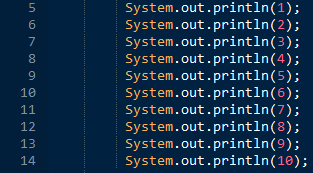 5 System.out.println(1);
6 System.out.println(2);
7 System.out.println(3);
8 System.out.println(4);
9 System.out.println(5);
10 System.out.println(6);
11 System.out.println(7);
12 System.out.println(8);
13 System.out.println(9);
14 System.out.println(10);